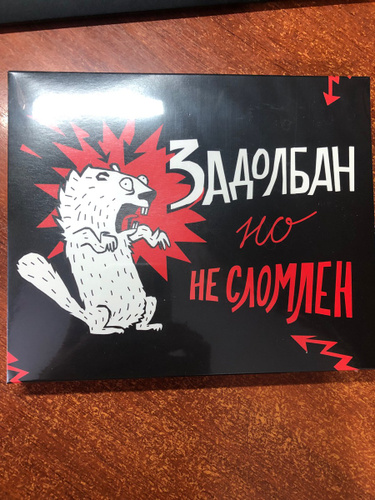 Задолбан
но
не сломлен